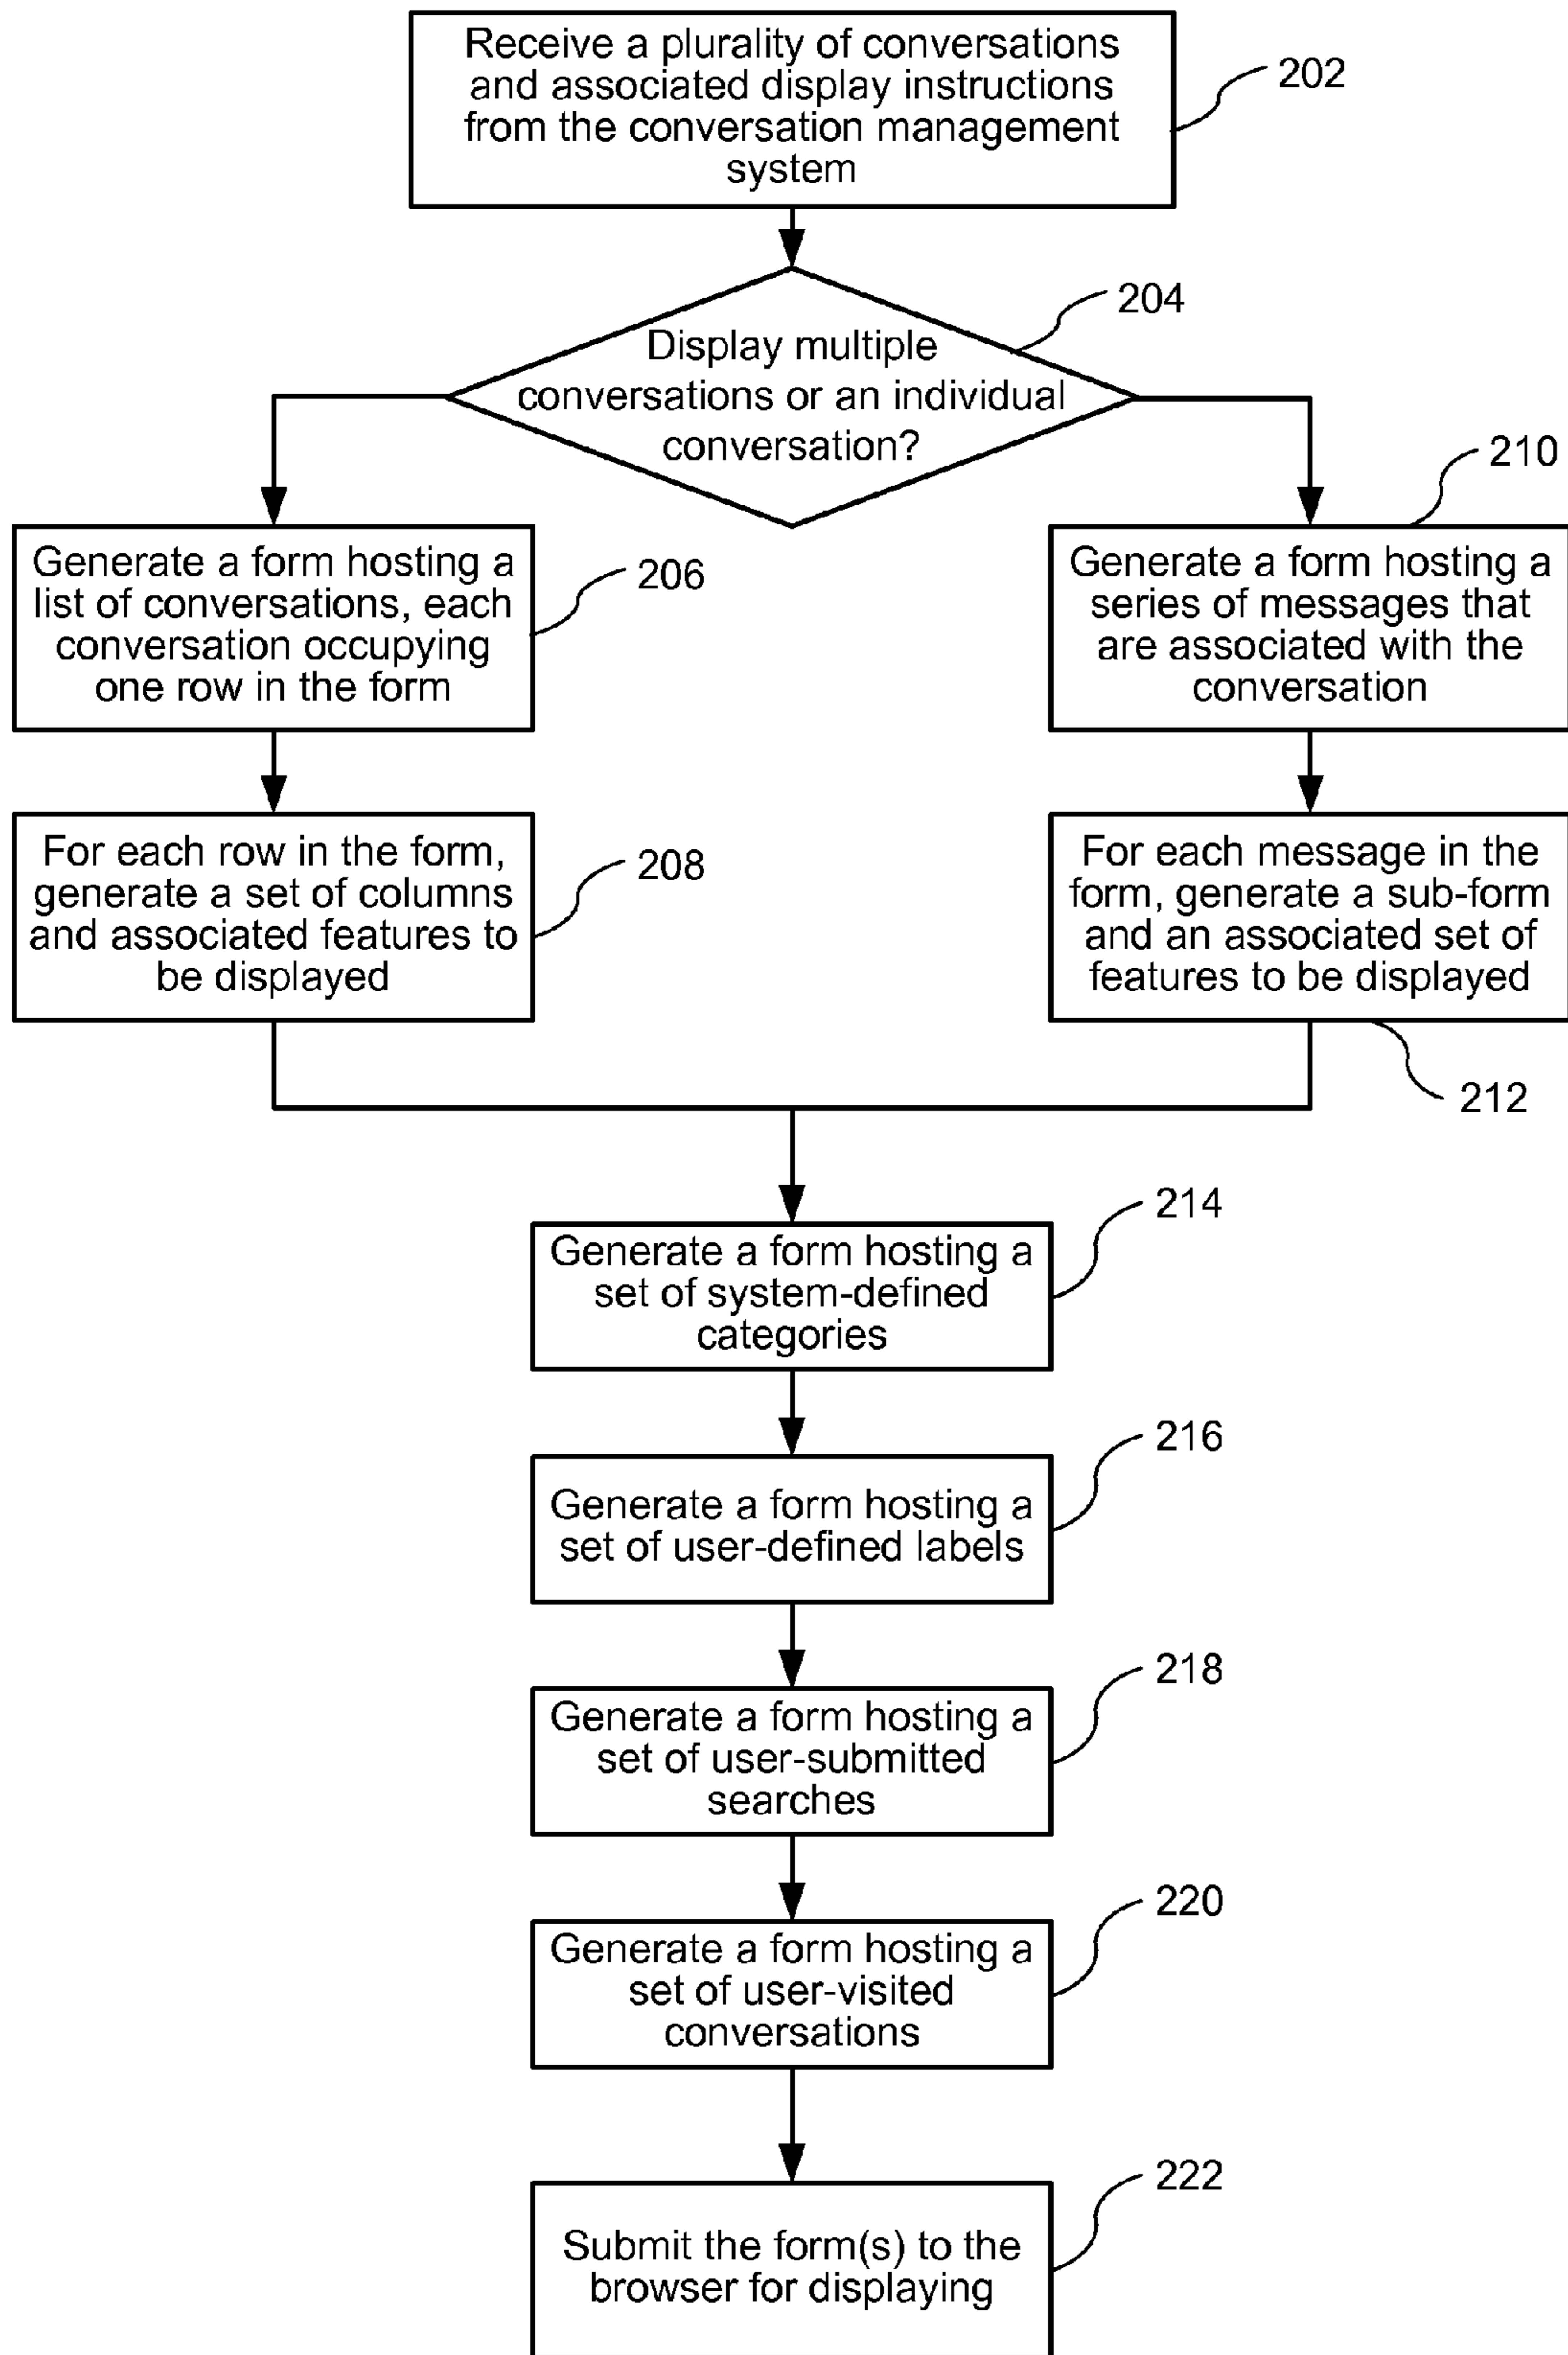 Receive a plurality of conversations
and associated display instructions
from the conversation management
system
202
204
Display multiple
conversations or an individual
conversation?
210
Generate a form hosting a
list of conversations, each
conversation occupying
one row in the form
206
Generate a form hosting a
series of messages that
are associated with the
conversation
For each row in the form,
generate a set of columns
and associated features to
be displayed
208
For each message in the
form, generate a sub-form
and an associated set of
features to be displayed
212
214
Generate a form hosting a
set of system-defined
categories
216
Generate a form hosting a
set of user-defined labels
218
Generate a form hosting a
set of user-submitted
searches
220
Generate a form hosting a
set of user-visited
conversations
222
Submit the form(s) to the
browser for displaying